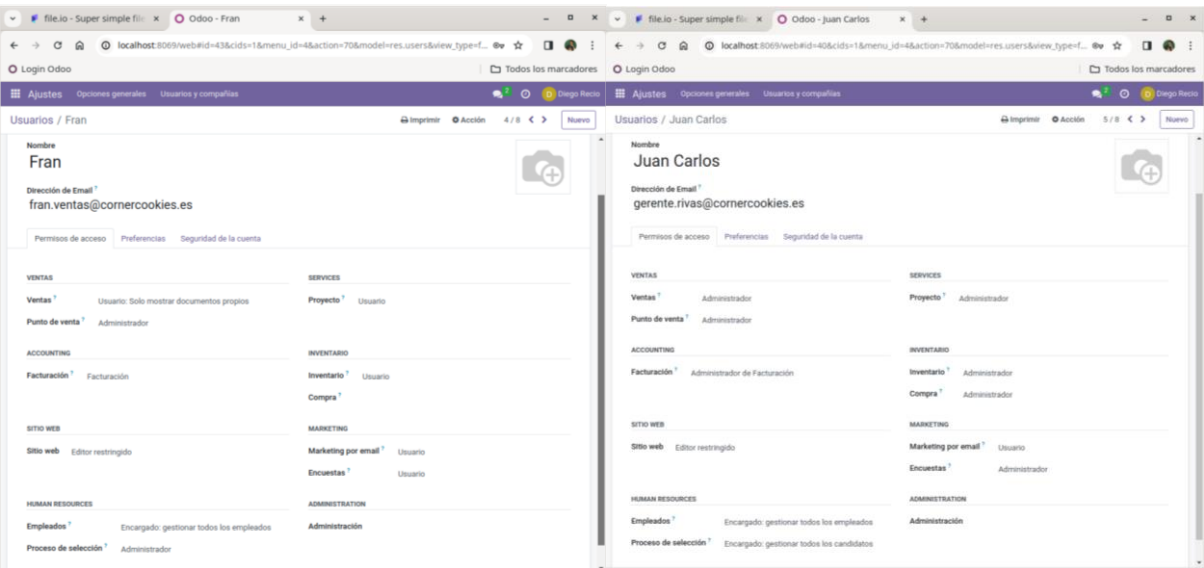 file.io - Super simple file
Odoo - Fran
localhost:8069/web#id=43&cids=1&menu_id=4&action=70&model=res.users&view_type=f...
Login Odoo
Todos los marcadores
Ajustes Opciones generales Usuarios y compañías 2 D Diego Recio
Usuarios / Fran Imprimir Acción 4 / 8 Nuevo
Nombre
Fran
Dirección de Email ?
fran.ventas@cornercookies.es
Permisos de acceso Preferencias Seguridad de la cuenta
VENTAS SERVICES
Ventas ? Usuario: Solo mostrar documentos propios Proyecto ? Usuario
Punto de venta ? Administrador
ACCOUNTING INVENTARIO
Facturación ? Facturación Inventario ? Usuario
Compra ?
SITIO WEB MARKETING
Sitio web Editor restringido Marketing por email ? Usuario
Encuestas ? Usuario
HUMAN RESOURCES ADMINISTRATION
Empleados ? Encargado: gestionar todos los empleados Administración
Proceso de selección ? Administrador
file.io - Super simple file
Odoo - Juan Carlos
localhost:8069/web#id=40&cids=1&menu_id=4&action=70&model=res.users&view_type=f...
Login Odoo
Todos los marcadores
Ajustes Opciones generales Usuarios y compañías 2 D Diego Recio
Usuarios / Juan Carlos Imprimir Acción 5 / 8 Nuevo
Nombre
Juan Carlos
Dirección de Email ?
gerente.rivas@cornercookies.es
Permisos de acceso Preferencias Seguridad de la cuenta
VENTAS SERVICES
Ventas ? Administrador Proyecto ? Administrador
Punto de venta ? Administrador
ACCOUNTING INVENTARIO
Facturación ? Administrador de Facturación Inventario ? Administrador
Compra ? Administrador
SITIO WEB MARKETING
Sitio web Editor restringido Marketing por email ? Usuario
Encuestas ? Administrador
HUMAN RESOURCES ADMINISTRATION
Empleados ? Encargado: gestionar todos los empleados Administración
Proceso de selección ? Encargado: gestionar todos los candidatos